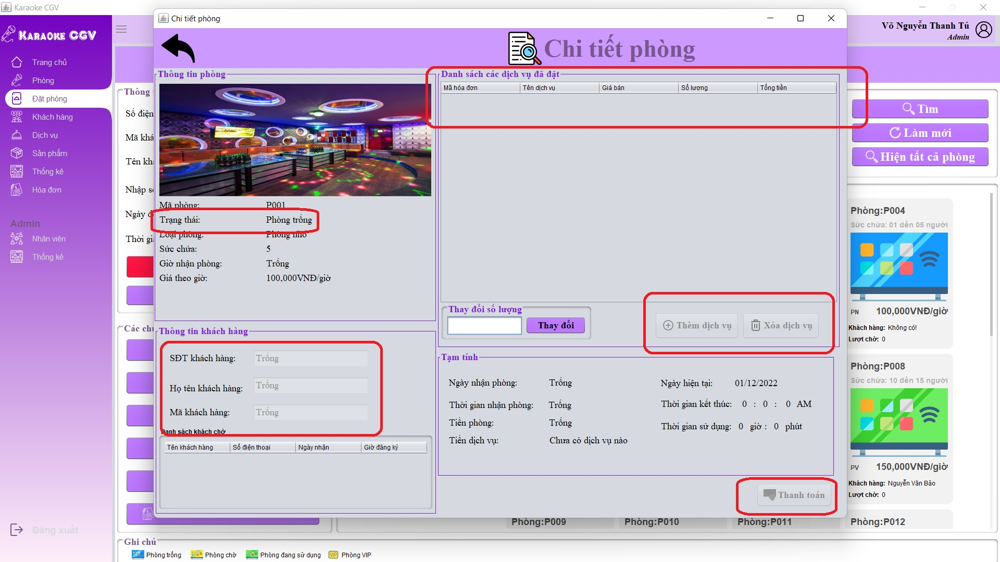 Karaoke CGV
Chi tiết phòng
KARAOKE CGV
Võ Nguyễn Thanh Tú
Admin
Trang chủ
Phòng
Đặt phòng
Khách hàng
Dịch vụ
Sản phẩm
Thống kê
Hóa đơn
Admin
Nhân viên
Thống kê
Đăng xuất
Chi tiết phòng
Thông tin phòng
Mã phòng: P001
Trạng thái: Phòng trống
Loại phòng: Phòng nhỏ
Sức chứa: 5
Giờ nhận phòng: Trống
Giá theo giờ: 100,000VNĐ/giờ
Thông tin khách hàng
SĐT khách hàng: Trống
Họ tên khách hàng: Trống
Mã khách hàng: Trống
Danh sách khách chờ
Tên khách hàng Số điện thoại Ngày nhận Giờ đăng ký
Danh sách các dịch vụ đã đặt
Mã hóa đơn Tên dịch vụ Giá bán Số lượng Tổng tiền
Thay đổi số lượng
Thay đổi
Thêm dịch vụ
Xóa dịch vụ
Tạm tính
Ngày nhận phòng: Trống Ngày hiện tại: 01/12/2022
Thời gian nhận phòng: Trống Thời gian kết thúc: 0 : 0 : 0 AM
Tiền phòng: Trống Thời gian sử dụng: 0 giờ : 0 phút
Tiền dịch vụ: Chưa có dịch vụ nào
Thanh toán
Thông
Số điện
Mã
Tên
Nhập
Ngày
Thời
Các
Tìm
Làm mới
Hiện tất cả phòng
Phòng:P004
Sức chứa: 01 đến 05 người
PN 100,000VNĐ/giờ
Khách hàng: Không có!
Lượt chờ: 0
Phòng:P008
Sức chứa: 10 đến 15 người
PV 150,000VNĐ/giờ
Khách hàng: Nguyễn Văn Bảo
Lượt chờ: 0
Phòng:P009 Phòng:P010 Phòng:P011 Phòng:P012
Ghi chú
Phòng trống Phòng chờ Phòng đang sử dụng VIP Phòng VIP